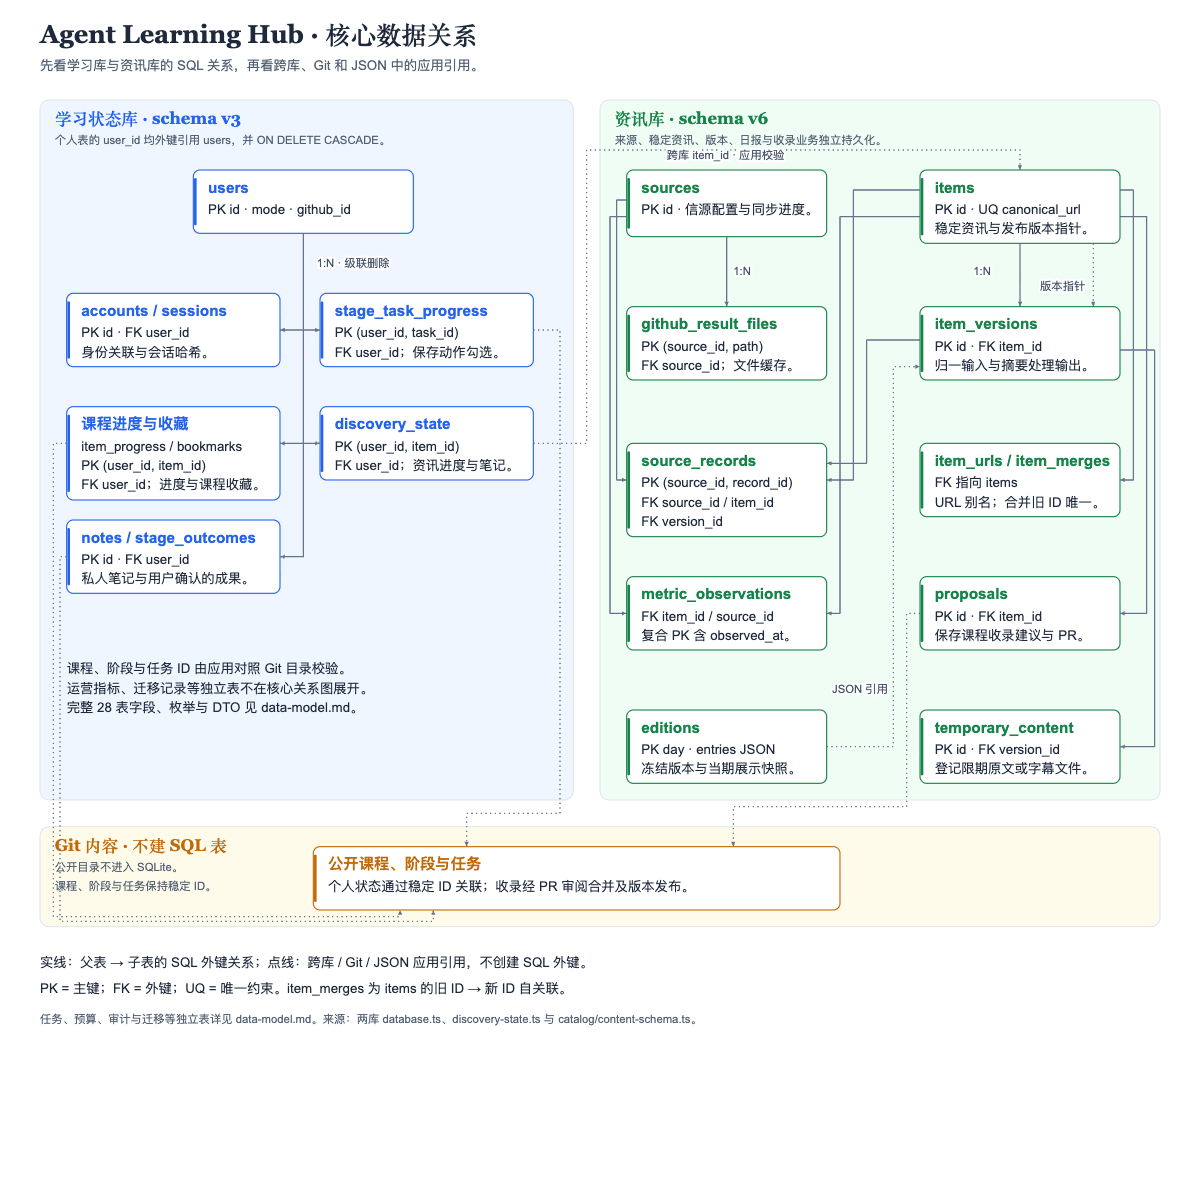 Agent Learning Hub · 核心数据关系
先看学习库与资讯库的 SQL 关系，再看跨库、Git 和 JSON 中的应用引用。
学习状态库 · schema v3
个人表的 user_id 均外键引用 users，并 ON DELETE CASCADE。
users
PK id · mode · github_id
1:N · 级联删除
accounts / sessions
PK id · FK user_id
身份关联与会话哈希。
stage_task_progress
PK (user_id, task_id)
FK user_id；保存动作勾选。
课程进度与收藏
item_progress / bookmarks
PK (user_id, item_id)
FK user_id；进度与课程收藏。
discovery_state
PK (user_id, item_id)
FK user_id；资讯进度与笔记。
notes / stage_outcomes
PK id · FK user_id
私人笔记与用户确认的成果。
课程、阶段与任务 ID 由应用对照 Git 目录校验。
运营指标、迁移记录等独立表不在核心关系图展开。
完整 28 表字段、枚举与 DTO 见 data-model.md。
资讯库 · schema v6
来源、稳定资讯、版本、日报与收录业务独立持久化。
跨库 item_id · 应用校验
sources
PK id · 信源配置与同步进度。
items
PK id · UQ canonical_url
稳定资讯与发布版本指针。
1:N
1:N
版本指针
github_result_files
PK (source_id, path)
FK source_id；文件缓存。
item_versions
PK id · FK item_id
归一输入与摘要处理输出。
source_records
PK (source_id, record_id)
FK source_id / item_id
FK version_id
item_urls / item_merges
FK 指向 items
URL 别名；合并旧 ID 唯一。
metric_observations
FK item_id / source_id
复合 PK 含 observed_at。
proposals
PK id · FK item_id
保存课程收录建议与 PR。
JSON 引用
editions
PK day · entries JSON
冻结版本与当期展示快照。
temporary_content
PK id · FK version_id
登记限期原文或字幕文件。
Git 内容 · 不建 SQL 表
公开目录不进入 SQLite。
课程、阶段与任务保持稳定 ID。
公开课程、阶段与任务
个人状态通过稳定 ID 关联；收录经 PR 审阅合并及版本发布。
实线：父表 → 子表的 SQL 外键关系；点线：跨库 / Git / JSON 应用引用，不创建 SQL 外键。
PK = 主键；FK = 外键；UQ = 唯一约束。item_merges 为 items 的旧 ID → 新 ID 自关联。
任务、预算、审计与迁移等独立表详见 data-model.md。来源：两库 database.ts、discovery-state.ts 与 catalog/content-schema.ts。